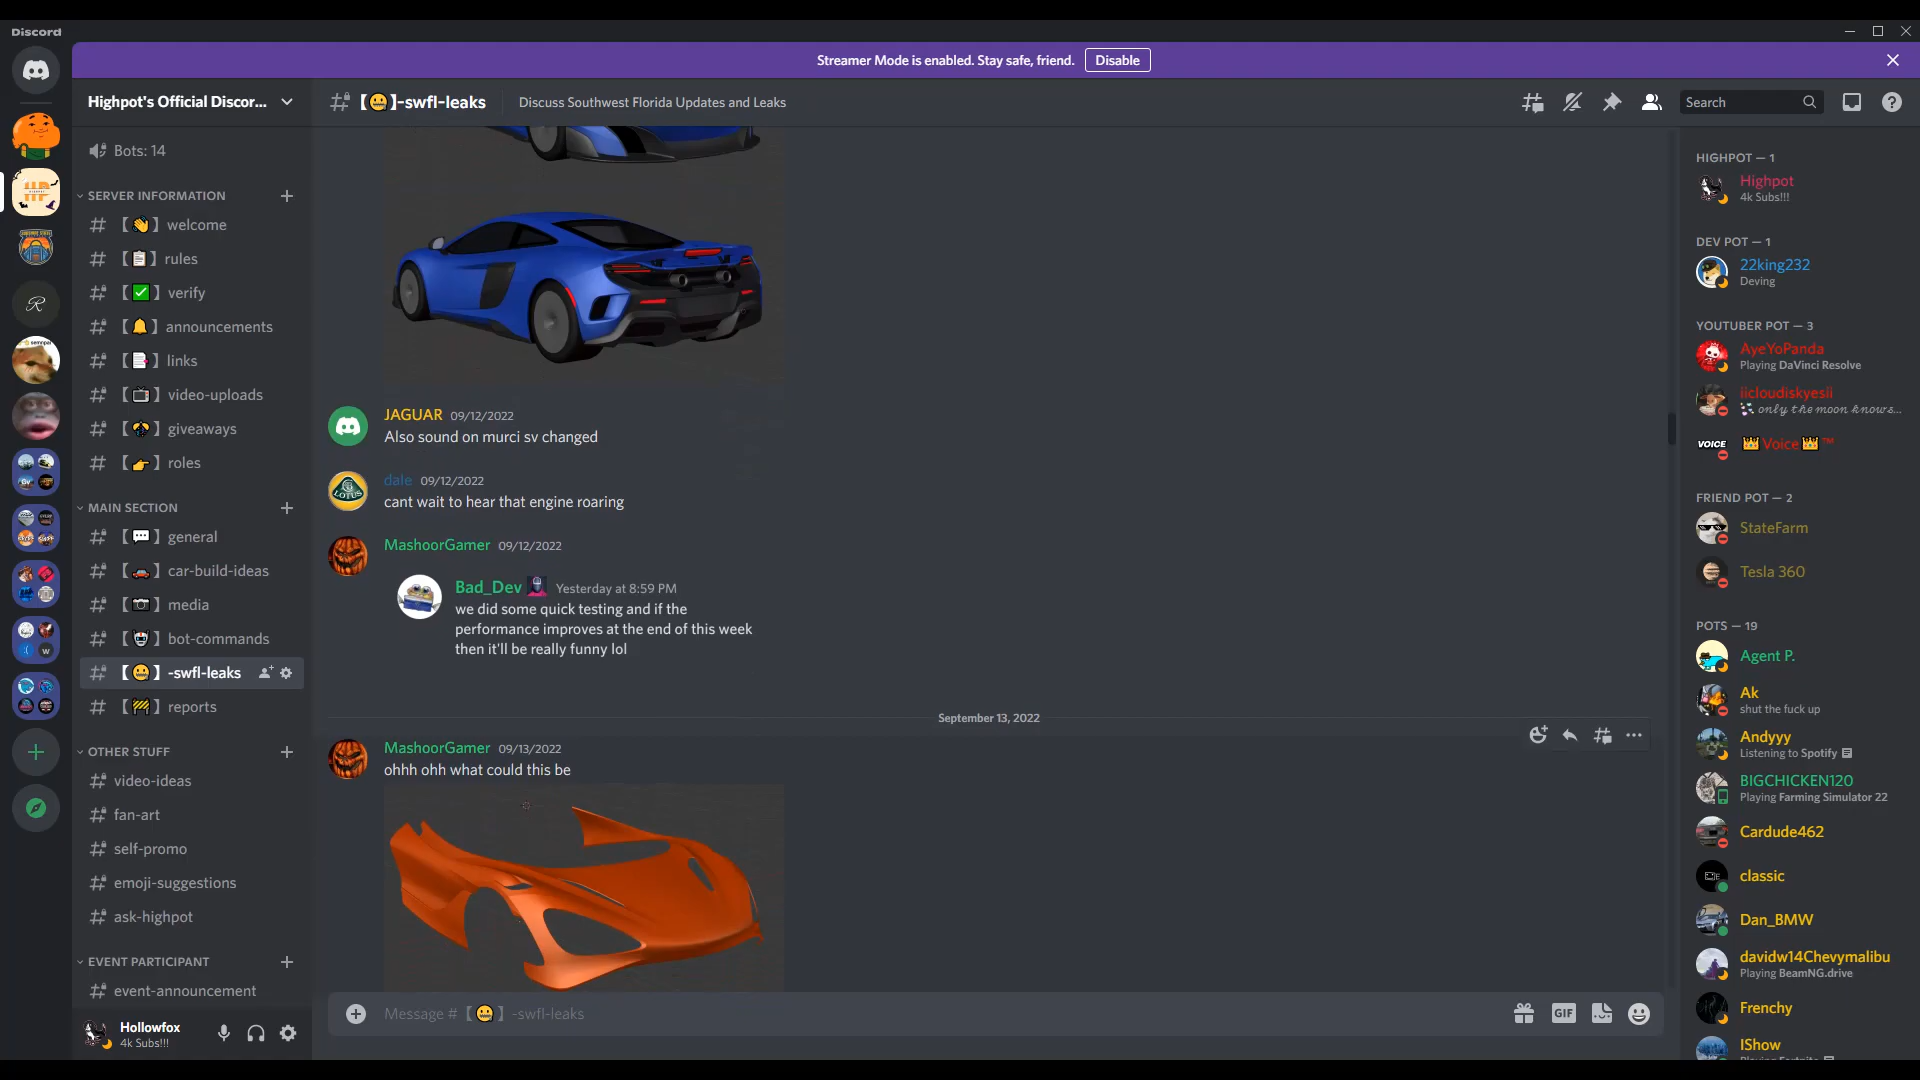 Discord
Streamer Mode is enabled. Stay safe, friend.
Disable
Highpot's Official Discor...
【🤐】-swfl-leaks
Discuss Southwest Florida Updates and Leaks
Search
Bots: 14
SERVER INFORMATION
【👋】welcome
【📋】rules
【✅】verify
【🔔】announcements
【📑】links
【📺】video-uploads
【🎁】giveaways
【👉】roles
MAIN SECTION
【💬】general
【🚗】car-build-ideas
【📷】media
【🤖】bot-commands
【🤐】-swfl-leaks
【🚧】reports
OTHER STUFF
video-ideas
fan-art
self-promo
emoji-suggestions
ask-highpot
EVENT PARTICIPANT
event-announcement
Hollowfox
4k Subs!!!
JAGUAR 09/12/2022
Also sound on murci sv changed
LOTUS
dale 09/12/2022
cant wait to hear that engine roaring
MashoorGamer 09/12/2022
Bad_Dev Yesterday at 8:59 PM
we did some quick testing and if the
performance improves at the end of this week
then it'll be really funny lol
September 13, 2022
MashoorGamer 09/13/2022
ohhh ohh what could this be
Message #【🤐】-swfl-leaks
GIF
HIGHPOT — 1
Highpot
4k Subs!!!
DEV POT — 1
22king232
Deving
YOUTUBER POT — 3
AyeYoPanda
Playing DaVinci Resolve
iicloudiskyesii
only the moon knows...
VOICE
👑Voice👑™
FRIEND POT — 2
StateFarm
Tesla 360
POTS — 19
Agent P.
Ak
shut the fuck up
Andyyy
Listening to Spotify
BIGCHICKEN120
Playing Farming Simulator 22
Cardude462
classic
Dan_BMW
davidw14Chevymalibu
Playing BeamNG.drive
Frenchy
IShow